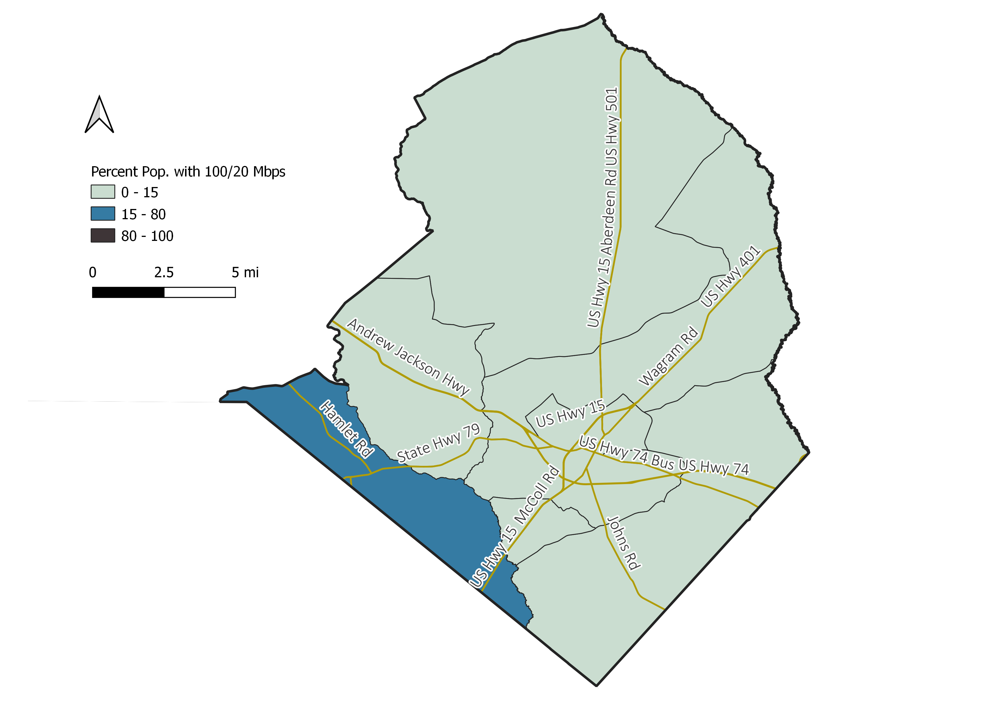 Percent Pop. with 100/20 Mbps
0 - 15
15 - 80
80 - 100
0 2.5 5 mi
US Hwy 15 Aberdeen Rd US Hwy 501
US Hwy 401
Wagram Rd
Andrew Jackson Hwy
US Hwy 15
Hamlet Rd
State Hwy 79
US Hwy 74 Bus US Hwy 74
US Hwy 15 McColl Rd
Johns Rd